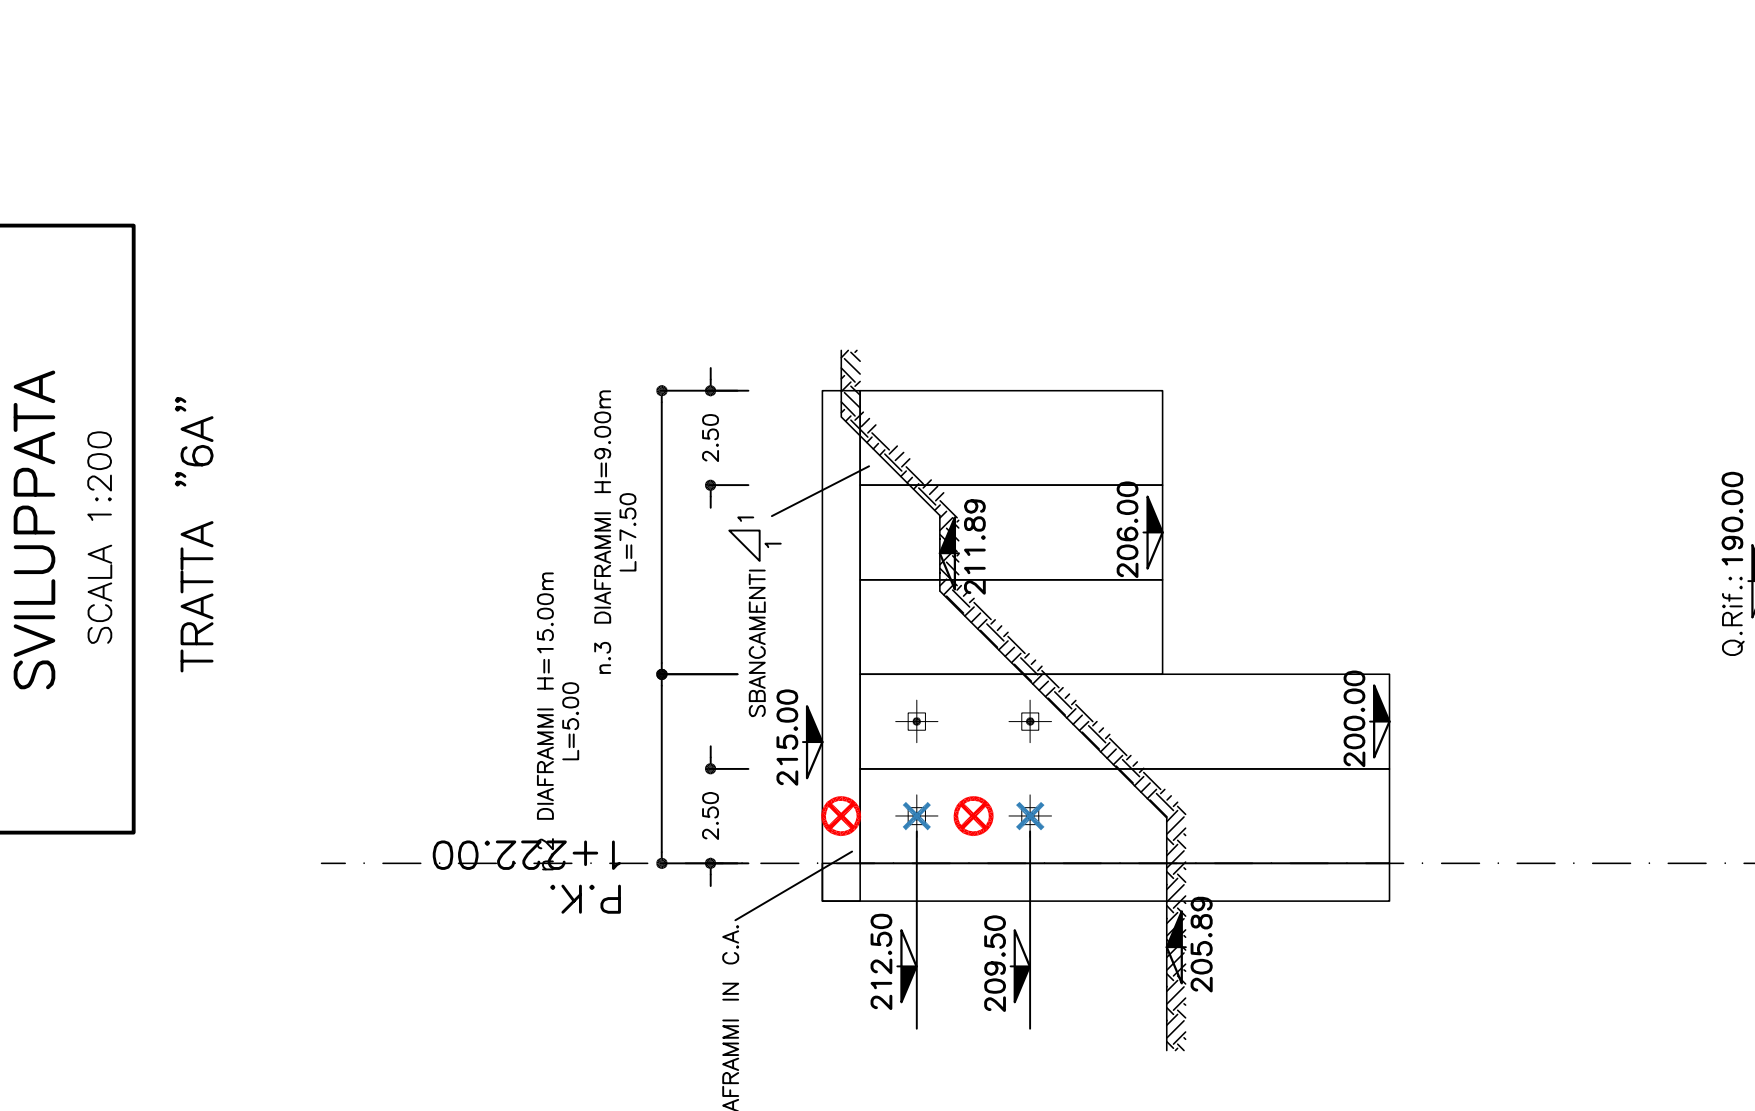 SVILUPPATA
SCALA 1:200
TRATTA "6A"
P.K.
1+222.00
n.2 DIAFRAMMI H=15.00m
L=5.00
n.3 DIAFRAMMI H=9.00m
L=7.50
2.50
2.50
SBANCAMENTI
1
1
AFRAMMI IN C.A.
215.00
212.50
209.50
211.89
206.00
205.89
200.00
Q.Rif.: 190.00